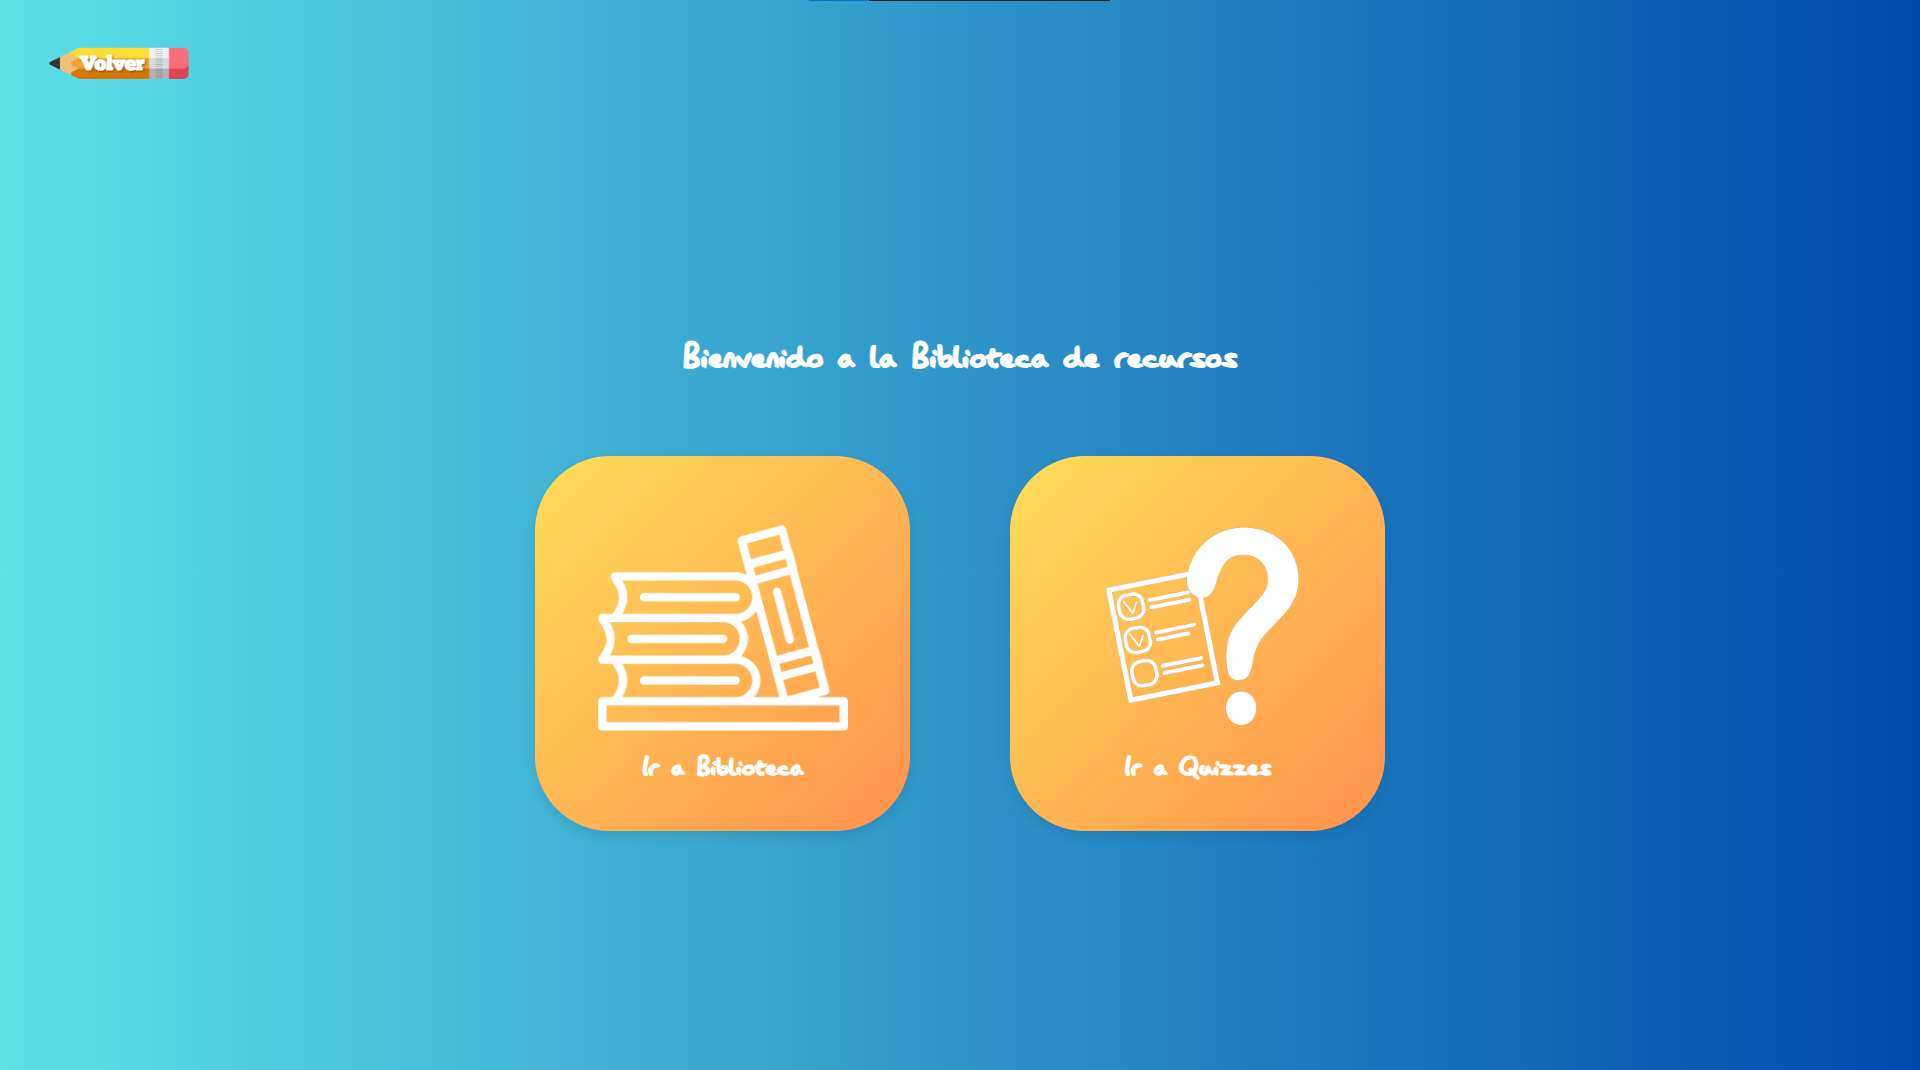 Volver
Bienvenido a la Biblioteca de recursos
Ir a Biblioteca
Ir a Quizzes